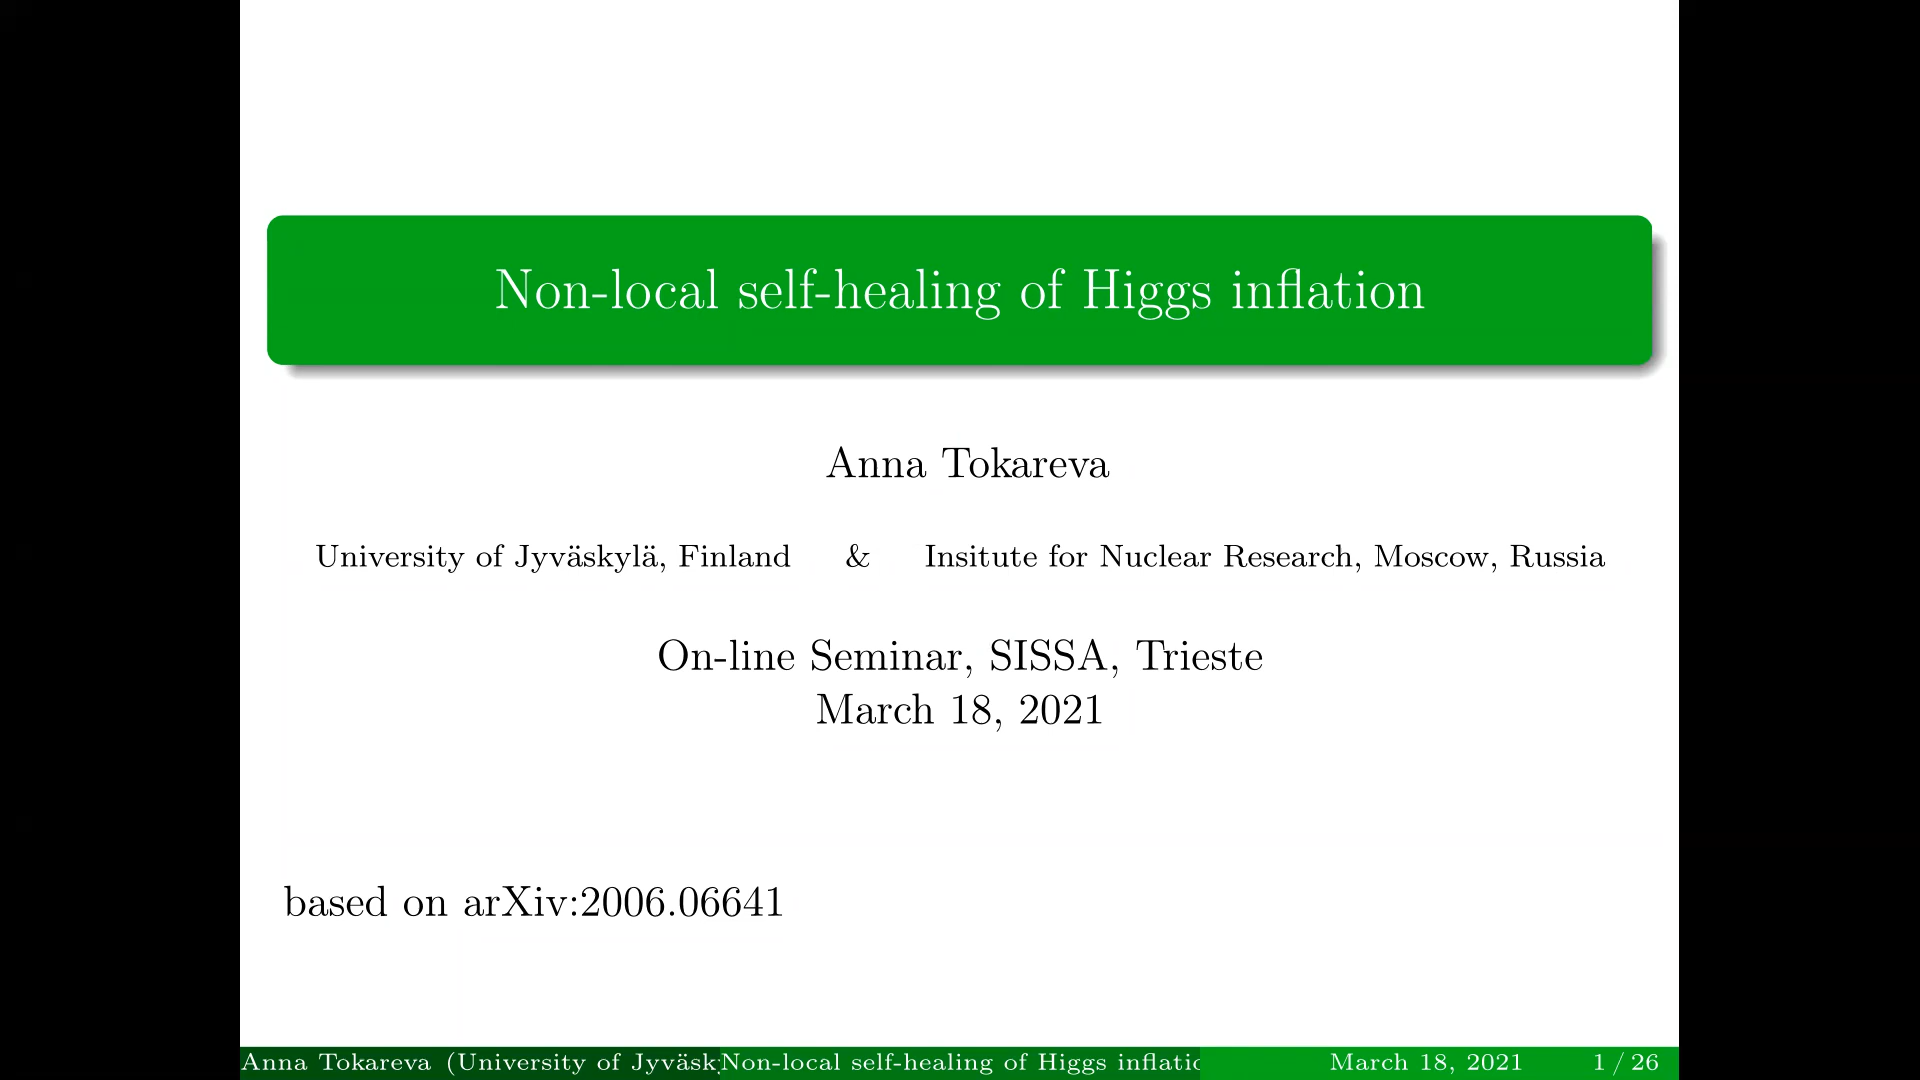 Non-local self-healing of Higgs inflation
Anna Tokareva
University of Jyväskylä, Finland & Insitute for Nuclear Research, Moscow, Russia
On-line Seminar, SISSA, Trieste
March 18, 2021
based on arXiv:2006.06641
Anna Tokareva (University of Jyväsk Non-local self-healing of Higgs inflatio March 18, 2021 1 / 26